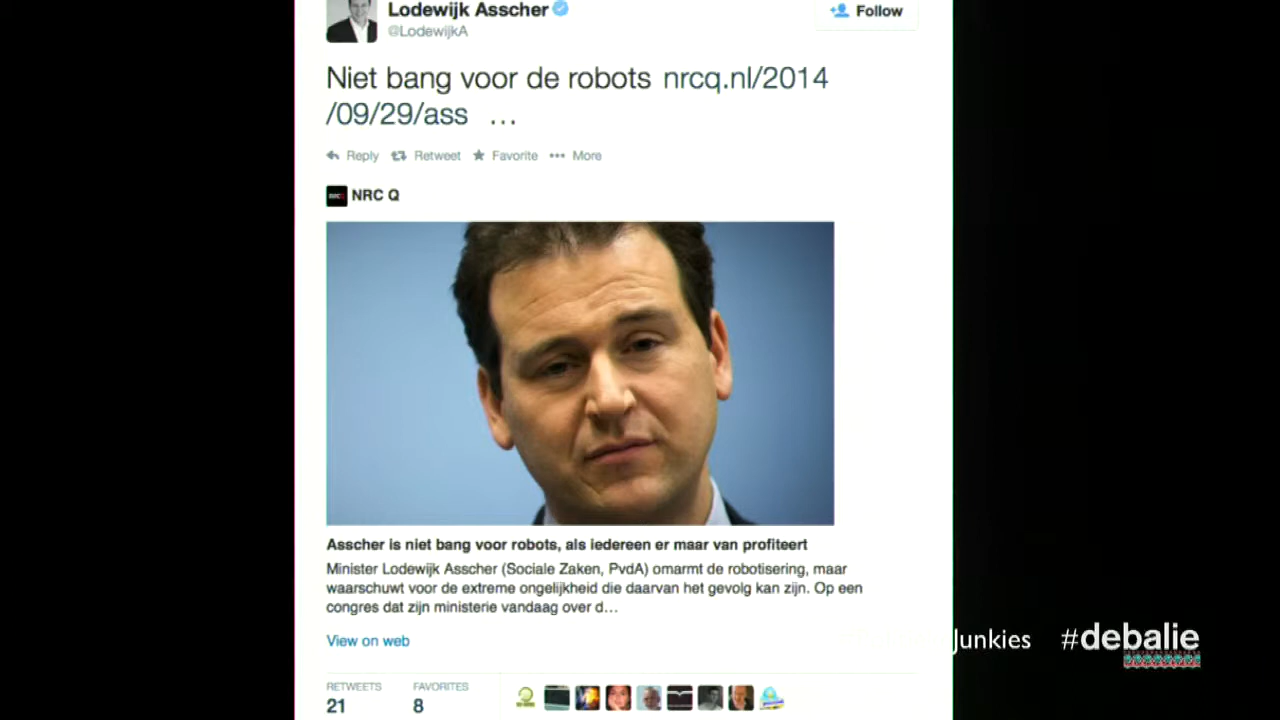 Lodewijk Asscher
@LodewijkA
Follow
Niet bang voor de robots nrcq.nl/2014
/09/29/ass …
Reply Retweet Favorite More
NRC Q
Asscher is niet bang voor robots, als iedereen er maar van profiteert
Minister Lodewijk Asscher (Sociale Zaken, PvdA) omarmt de robotisering, maar
waarschuwt voor de extreme ongelijkheid die daarvan het gevolg kan zijn. Op een
congres dat zijn ministerie vandaag over d...
View on web
Junkies #debalie
RETWEETS FAVORITES
21 8